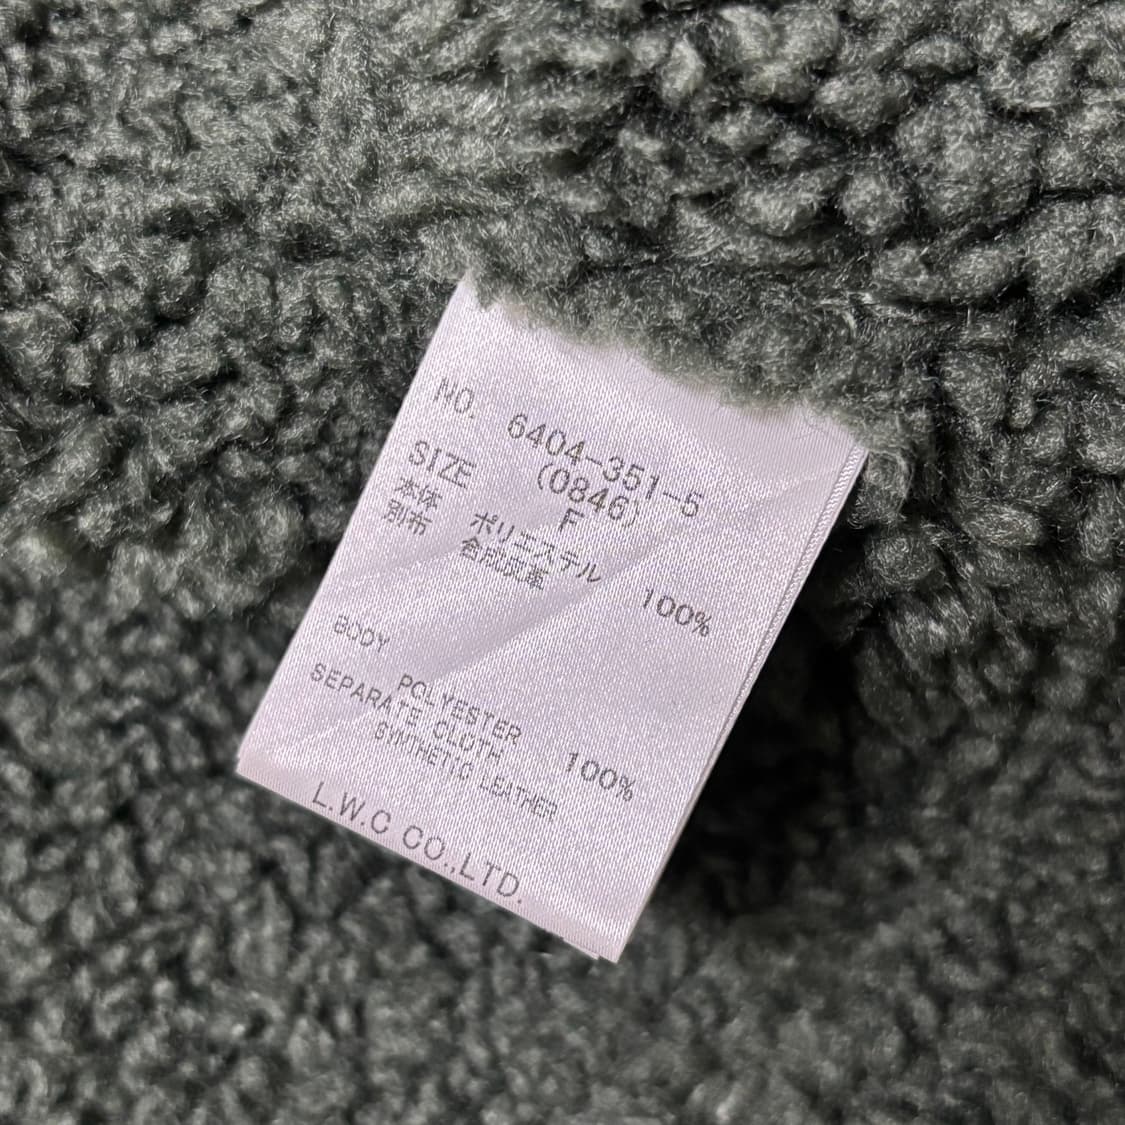 NO. 6404-351-5
(0846)
SIZE F
本体 ポリエステル 100%
別布 合成皮革
BODY
POLYESTER 100%
SEPARATE CLOTH
SYNTHETIC LEATHER
L.W.C CO.,LTD.